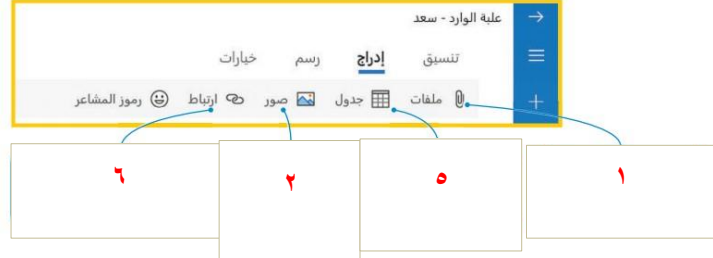 علبة الوارد - سعد
تنسيق إدراج رسم خيارات
ملفات جدول صور ارتباط رموز المشاعر
١ ٥ ٢ ٦